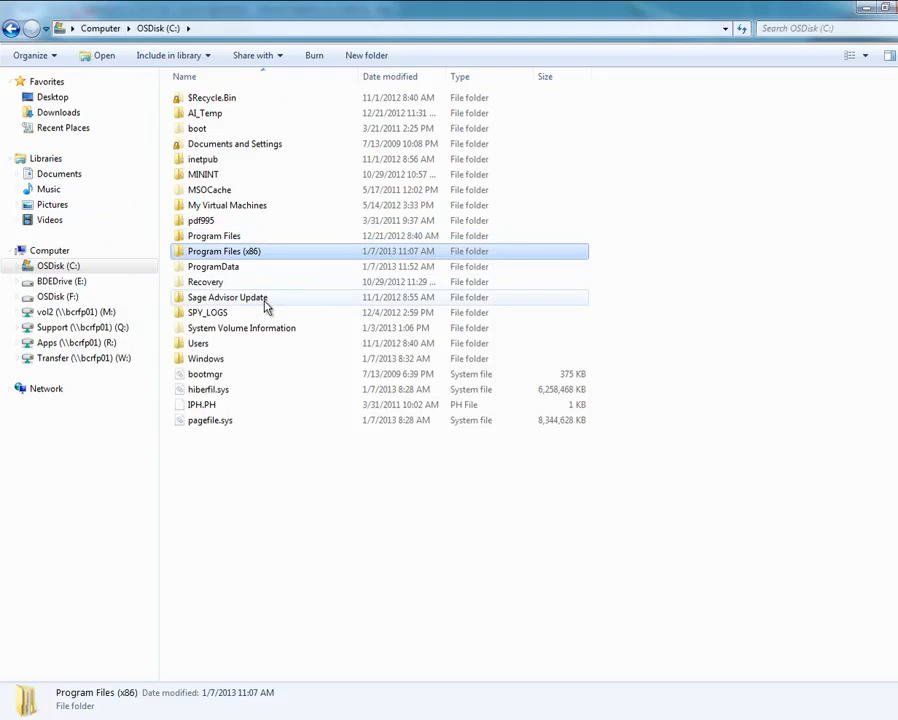 Computer ▸ OSDisk (C:) ▸
Search OSDisk (C:)
Organize Open Include in library Share with Burn New folder
Name Date modified Type Size
Favorites
Desktop
Downloads
Recent Places
Libraries
Documents
Music
Pictures
Videos
Computer
OSDisk (C:)
BDEDrive (E:)
OSDisk (F:)
vol2 (\\bcrfp01) (M:)
Support (\\bcrfp01) (Q:)
Apps (\\bcrfp01) (R:)
Transfer (\\bcrfp01) (W:)
Network
$Recycle.Bin 11/1/2012 8:40 AM File folder
AI_Temp 12/21/2012 11:31 ... File folder
boot 3/21/2011 2:25 PM File folder
Documents and Settings 7/13/2009 10:08 PM File folder
inetpub 11/1/2012 8:56 AM File folder
MININT 10/29/2012 10:57 ... File folder
MSOCache 5/17/2011 12:02 PM File folder
My Virtual Machines 5/14/2012 3:33 PM File folder
pdf995 3/31/2011 9:37 AM File folder
Program Files 12/21/2012 8:40 AM File folder
Program Files (x86) 1/7/2013 11:07 AM File folder
ProgramData 1/7/2013 11:52 AM File folder
Recovery 10/29/2012 11:29 ... File folder
Sage Advisor Update 11/1/2012 8:55 AM File folder
SPY_LOGS 12/4/2012 2:59 PM File folder
System Volume Information 1/3/2013 1:06 PM File folder
Users 11/1/2012 8:40 AM File folder
Windows 1/7/2013 8:32 AM File folder
bootmgr 7/13/2009 6:39 PM System file 375 KB
hiberfil.sys 1/7/2013 8:28 AM System file 6,258,468 KB
IPH.PH 3/31/2011 10:02 AM PH File 1 KB
pagefile.sys 1/7/2013 8:28 AM System file 8,344,628 KB
Program Files (x86) Date modified: 1/7/2013 11:07 AM
File folder